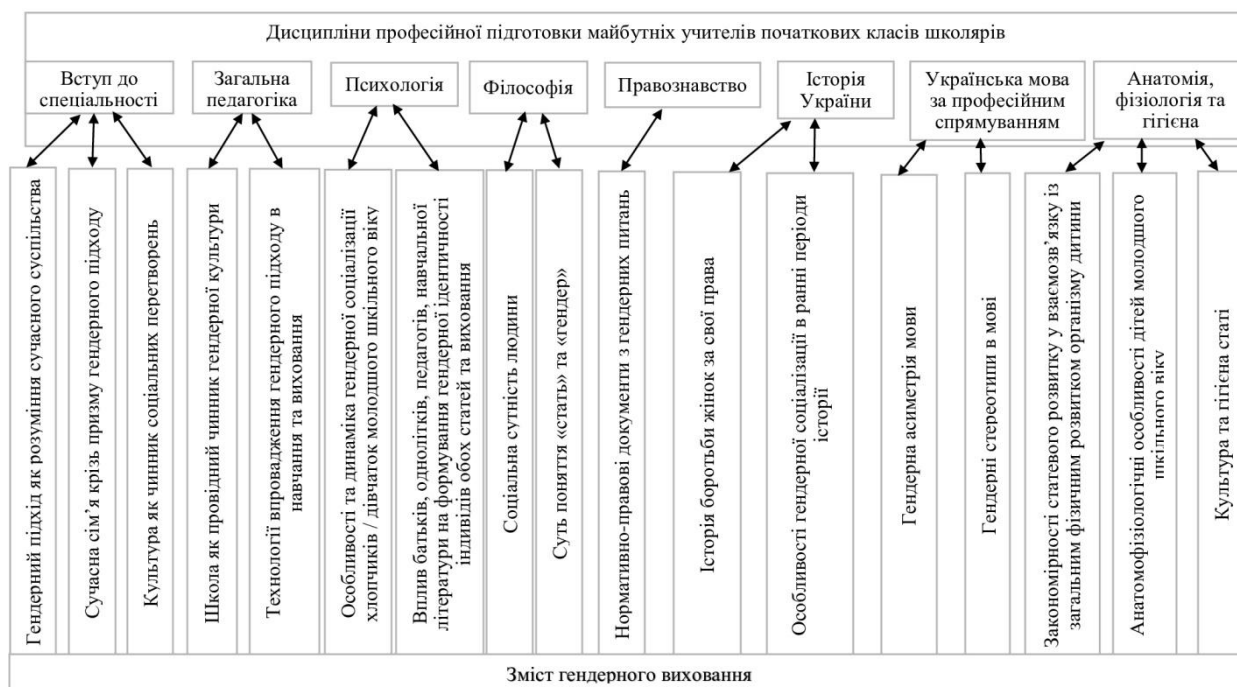 Дисципліни професійної підготовки майбутніх учителів початкових класів школярів
Вступ до
спеціальності
Загальна
педагогіка
Психологія
Філософія
Правознавство
Історія
України
Українська мова
за професійним
спрямуванням
Анатомія,
фізіологія та
гігієна
Гендерний підхід як розуміння сучасного суспільства
Сучасна сім’я крізь призму гендерного підходу
Культура як чинник соціальних перетворень
Школа як провідний чинник гендерної культури
Технології впровадження гендерного підходу в
навчання та виховання
Особливості та динаміка гендерної соціалізації
хлопчиків / дівчаток молодшого шкільного віку
Вплив батьків, однолітків, педагогів, навчальної
літератури на формування гендерної ідентичності
індивідів обох статей та виховання
Соціальна сутність людини
Суть поняття «стать» та «гендер»
Нормативно-правові документи з гендерних питань
Історія боротьби жінок за свої права
Особливості гендерної соціалізації в ранні періоди
історії
Гендерна асиметрія мови
Гендерні стереотипи в мові
Закономірності статевого розвитку у взаємозв’язку із
загальним фізичним розвитком організму дитини
Анатомофізіологічні особливості дітей молодшого
шкільного віку
Культура та гігієна статі
Зміст гендерного виховання